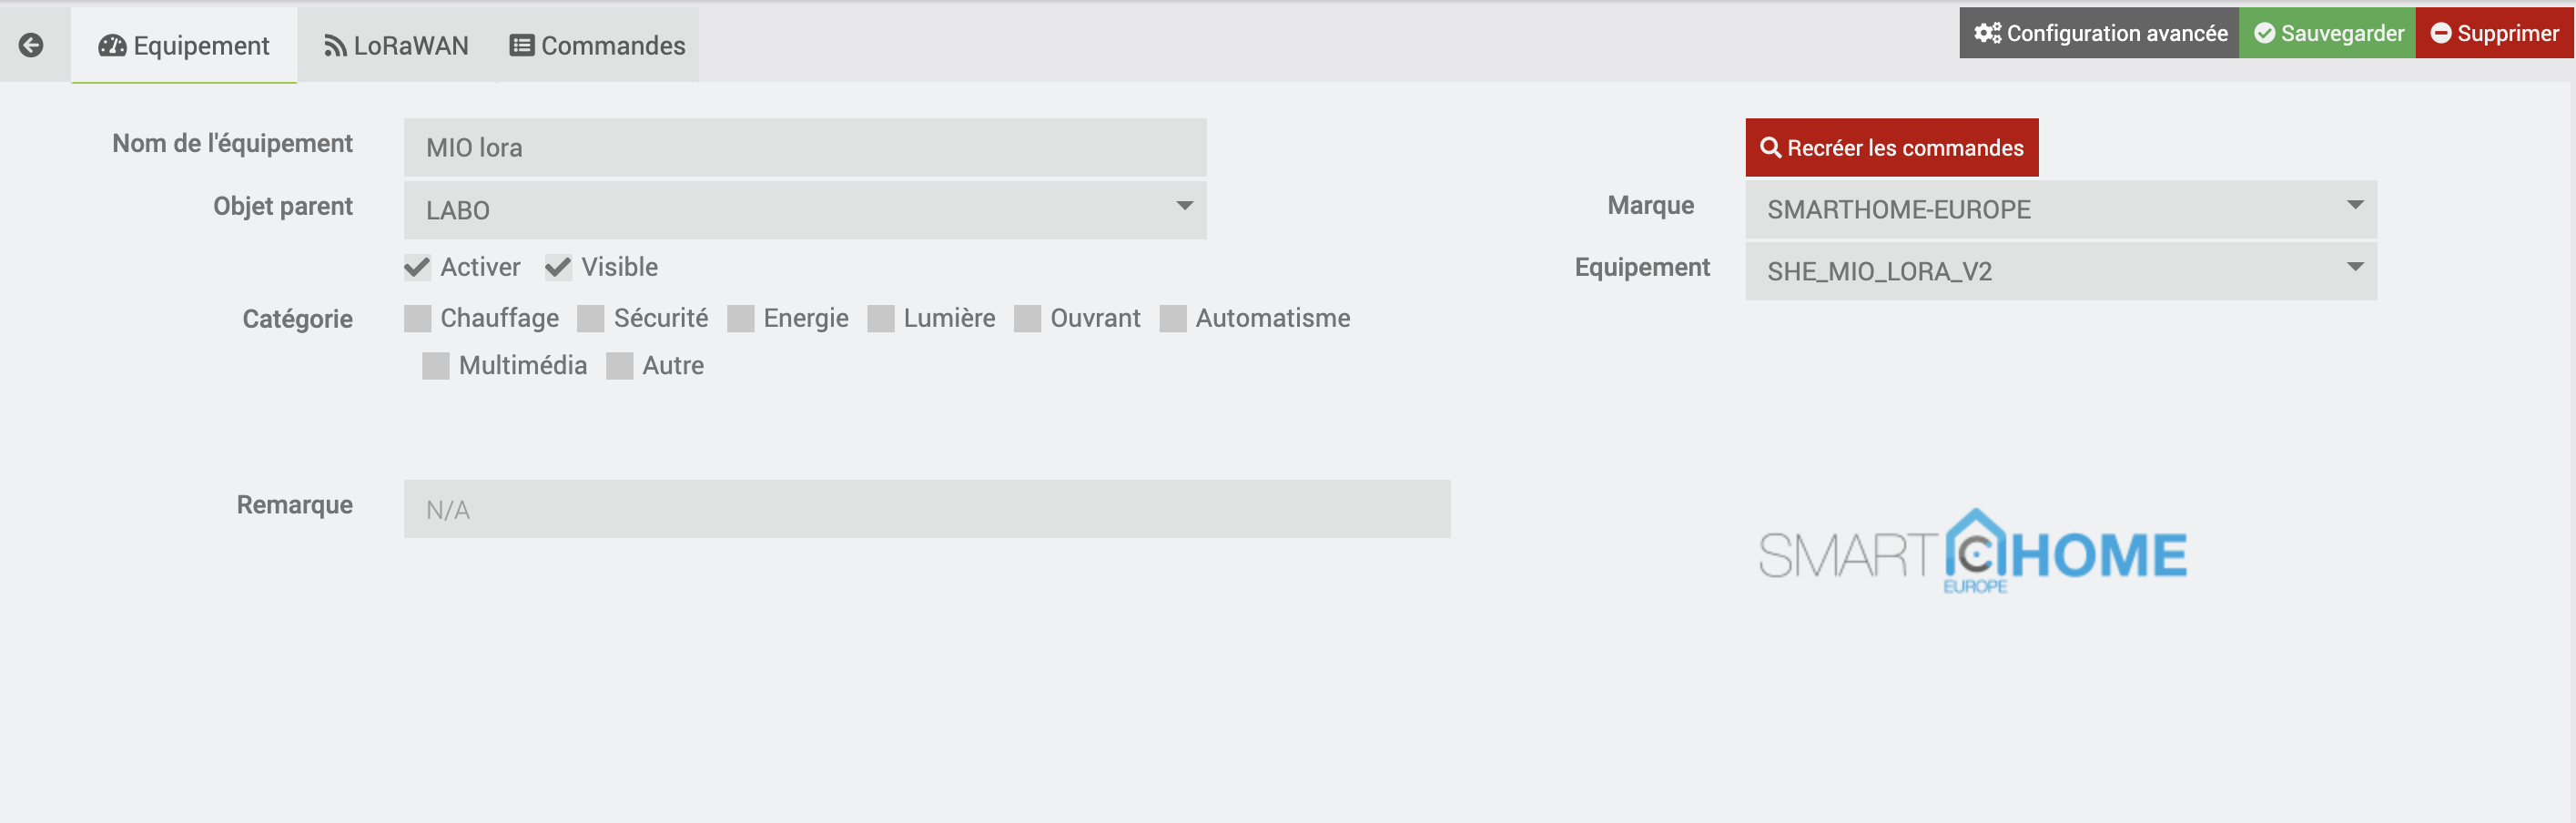 Equipement LoRaWAN Commandes Configuration avancée Sauvegarder Supprimer
Nom de l'équipement MIO lora Recréer les commandes
Objet parent LABO Marque SMARTHOME-EUROPE
Activer Visible Equipement SHE_MIO_LORA_V2
Catégorie Chauffage Sécurité Energie Lumière Ouvrant Automatisme
Multimédia Autre
Remarque N/A
SMART HOME
EUROPE